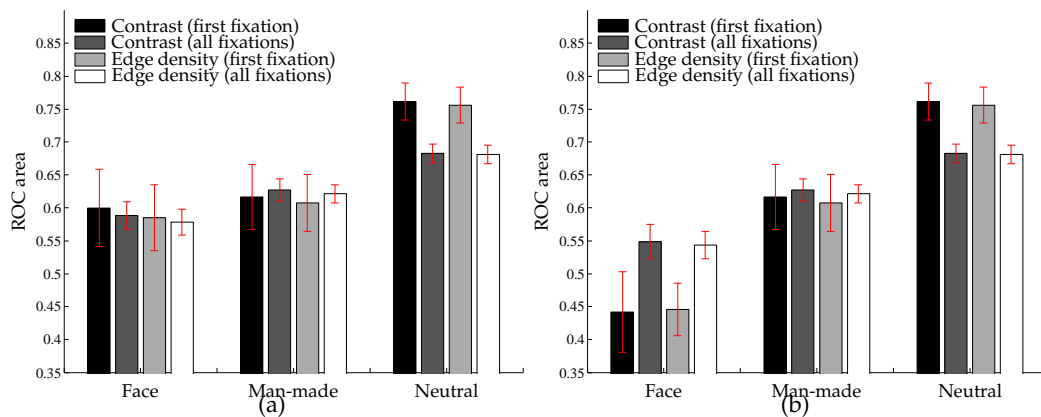 Contrast (first fixation)
Contrast (all fixations)
Edge density (first fixation)
Edge density (all fixations)
0.85
0.8
0.75
0.7
0.65
0.6
0.55
0.5
0.45
0.4
0.35
ROC area
Face Man-made Neutral
(a)
Contrast (first fixation)
Contrast (all fixations)
Edge density (first fixation)
Edge density (all fixations)
0.85
0.8
0.75
0.7
0.65
0.6
0.55
0.5
0.45
0.4
0.35
ROC area
Face Man-made Neutral
(b)